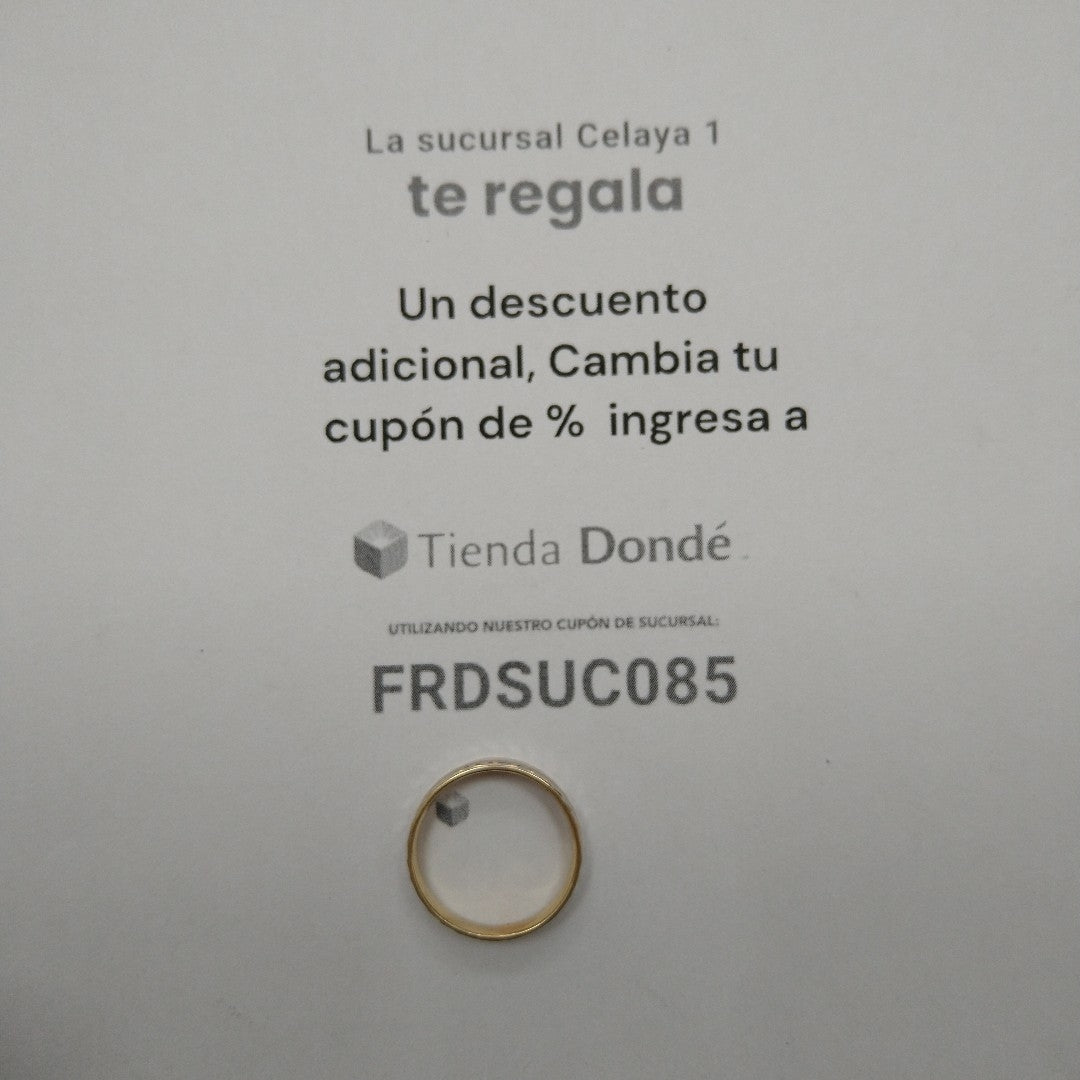 La sucursal Celaya 1
te regala
Un descuento
adicional, Cambia tu
cupón de % ingresa a
Tienda Dondé
UTILIZANDO NUESTRO CUPÓN DE SUCURSAL:
FRDSUC085